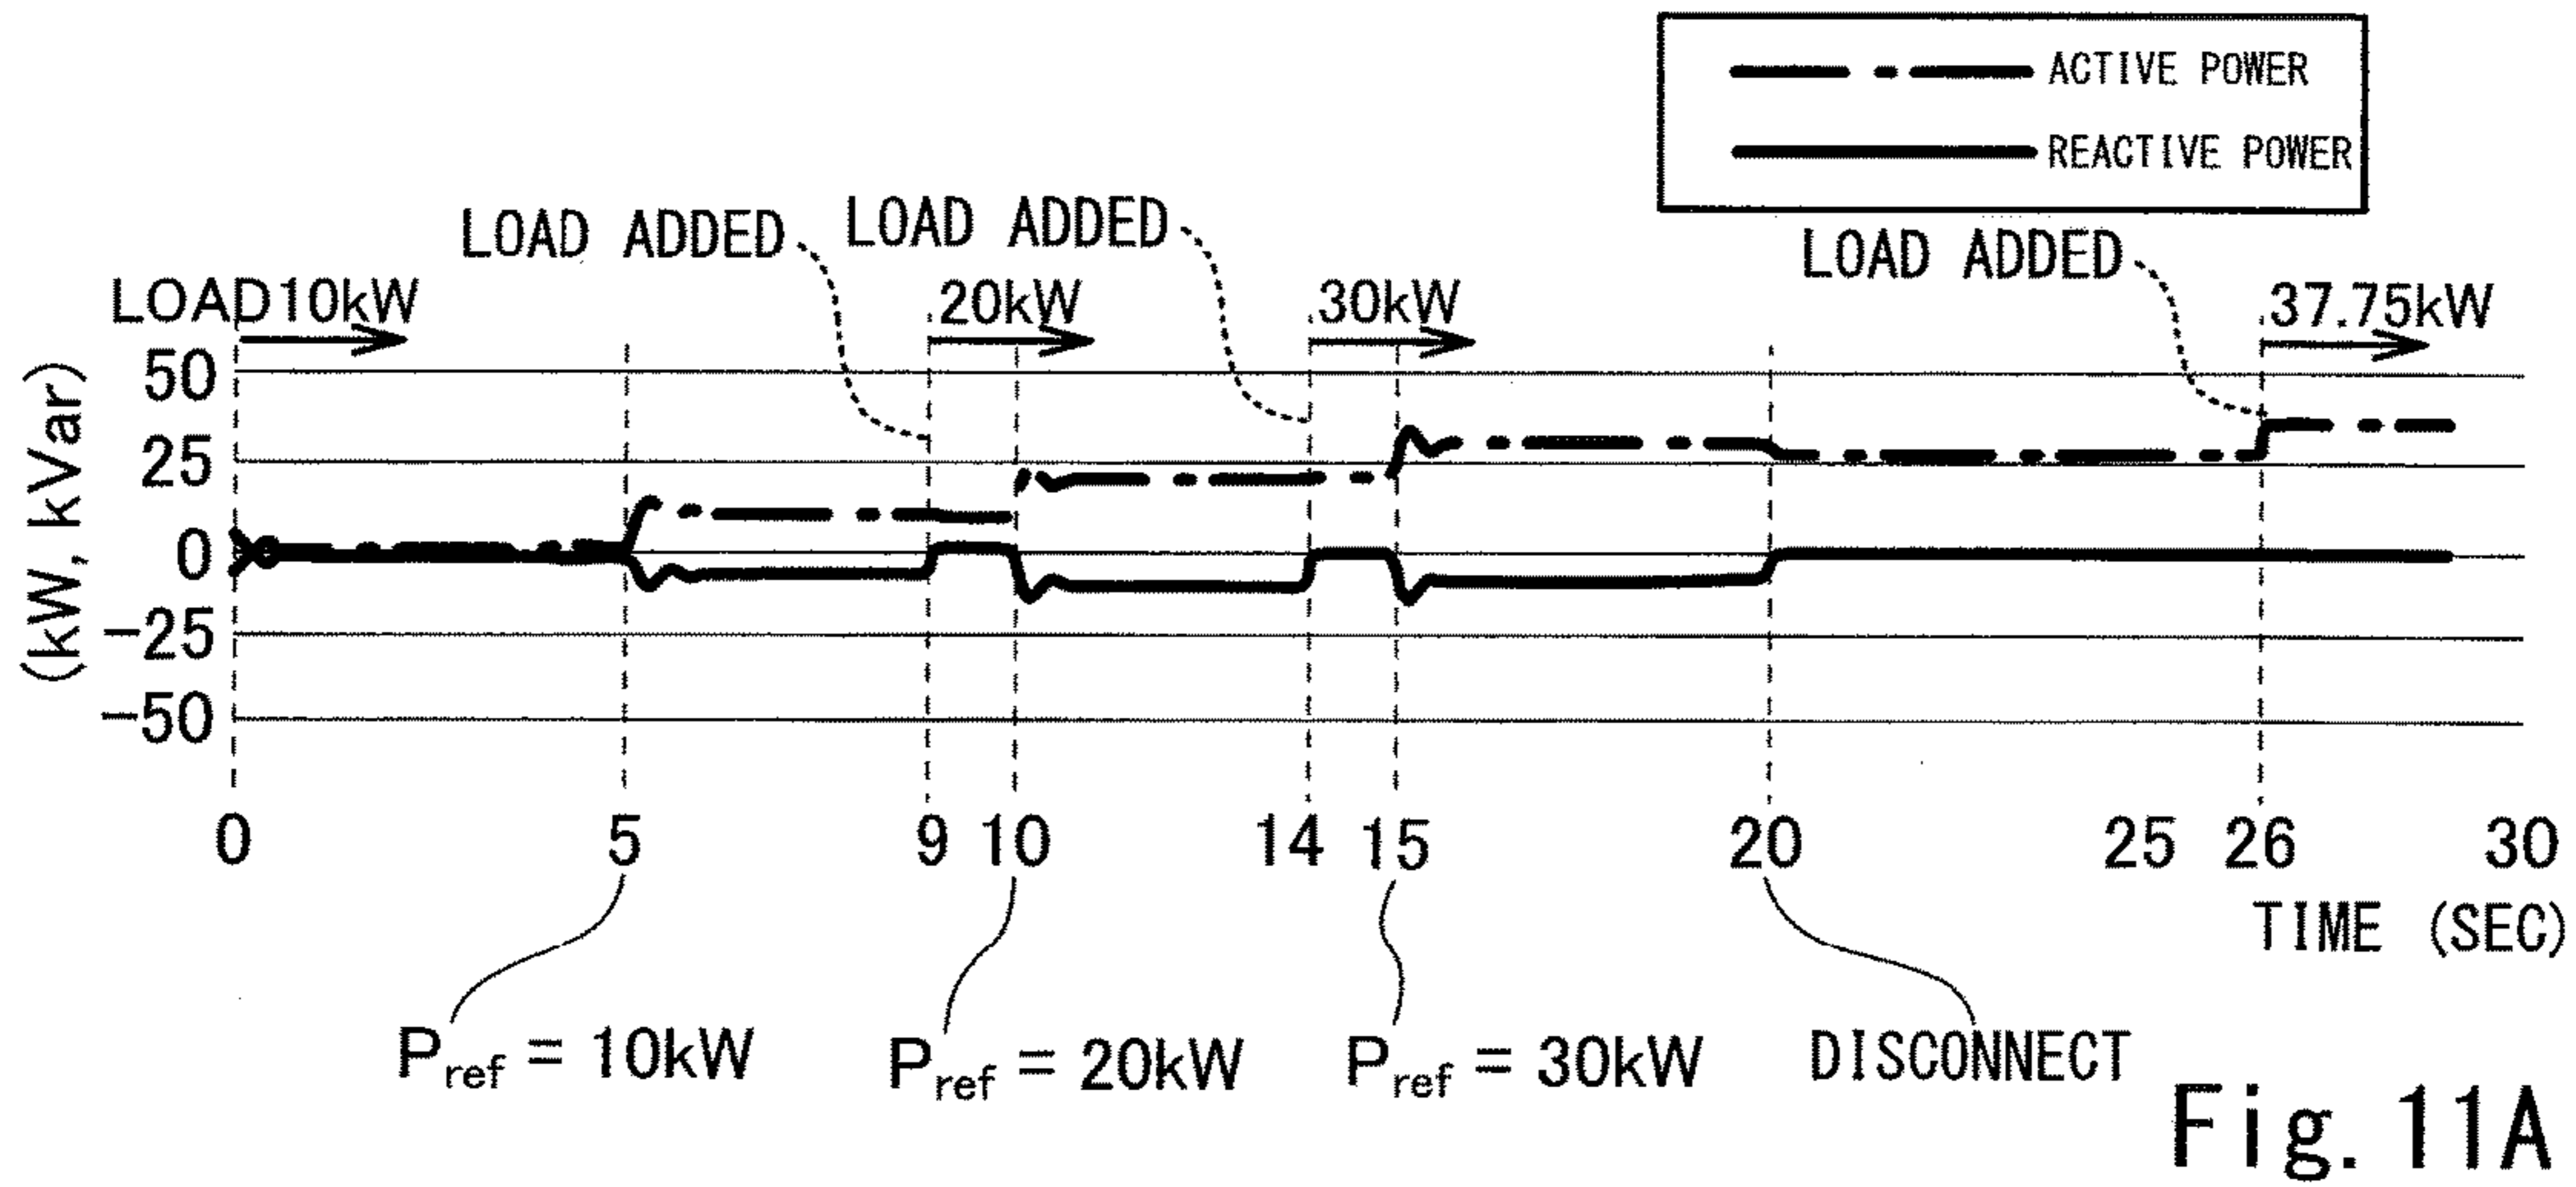 ACTIVE POWER
REACTIVE POWER
LOAD ADDED
LOAD ADDED
LOAD ADDED
LOAD10kW
20kW
30kW
37.75kW
50
25
0
-25
-50
(kW, kVar)
0 5 9 10 14 15 20 25 26 30
TIME (SEC)
Pref = 10kW
Pref = 20kW
Pref = 30kW
DISCONNECT
Fig. 11A